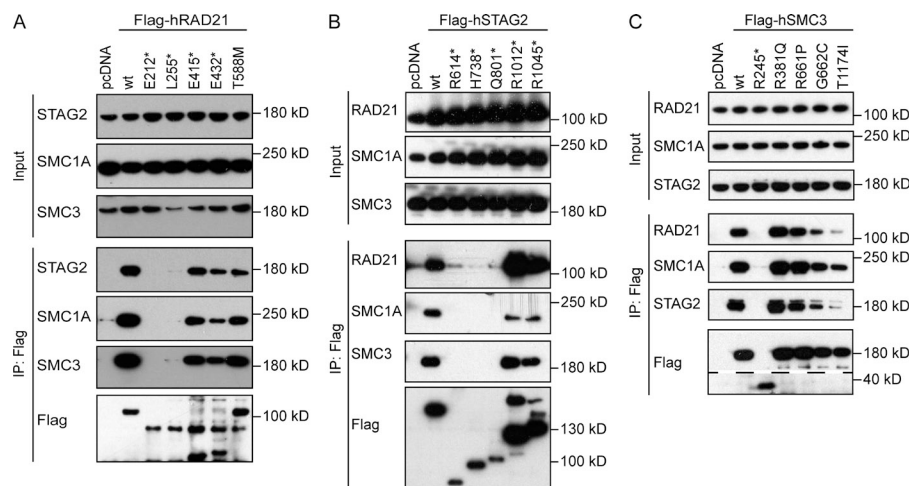 A
Flag-hRAD21
pcDNA
wt
E212*
L255*
E415*
E432*
T588M
Input
STAG2
180 kD
SMC1A
250 kD
SMC3
180 kD
IP: Flag
STAG2
180 kD
SMC1A
250 kD
SMC3
180 kD
Flag
100 kD
B
Flag-hSTAG2
pcDNA
wt
R614*
H738*
Q801*
R1012*
R1045*
Input
RAD21
100 kD
SMC1A
250 kD
SMC3
180 kD
IP: Flag
RAD21
100 kD
SMC1A
250 kD
SMC3
180 kD
Flag
130 kD
100 kD
C
Flag-hSMC3
pcDNA
wt
R245*
R381Q
R661P
G662C
T1174I
Input
RAD21
100 kD
SMC1A
250 kD
STAG2
180 kD
IP: Flag
RAD21
100 kD
SMC1A
250 kD
STAG2
180 kD
Flag
180 kD
40 kD